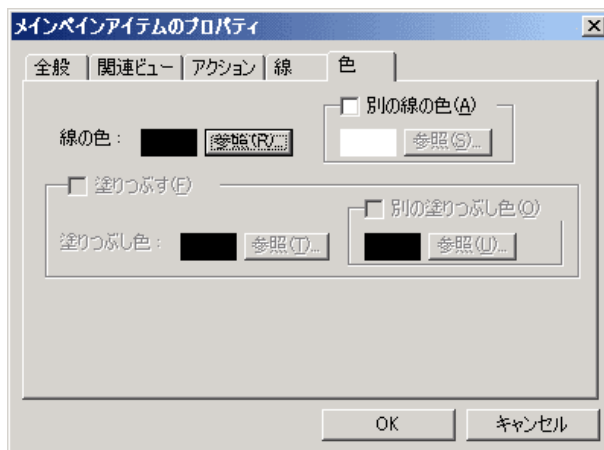 メインペインアイテムのプロパティ
全般 関連ビュー アクション 線 色
別の線の色(A)
線の色： 参照(R)... 参照(S)...
塗りつぶす(F)
別の塗りつぶし色(O)
塗りつぶし色： 参照(T)... 参照(U)...
OK キャンセル